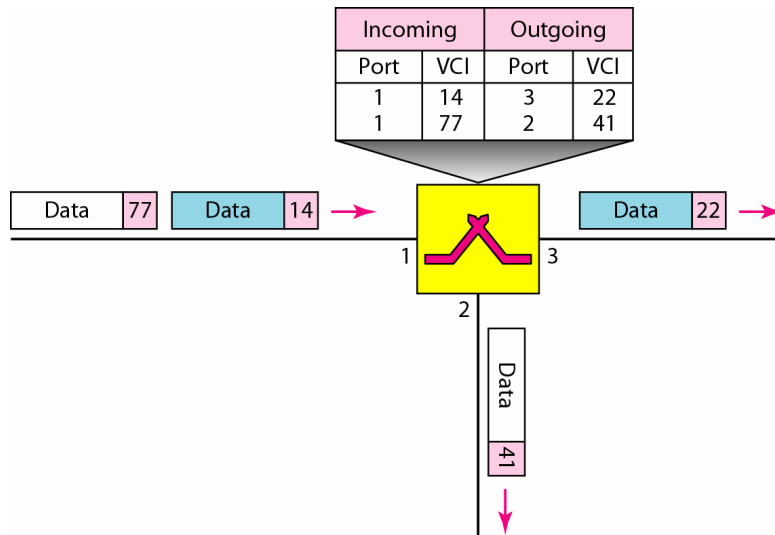 Incoming Outgoing
Port VCI Port VCI
1 14 3 22
1 77 2 41
Data 77 Data 14 Data 22
1 3
2
Data 41